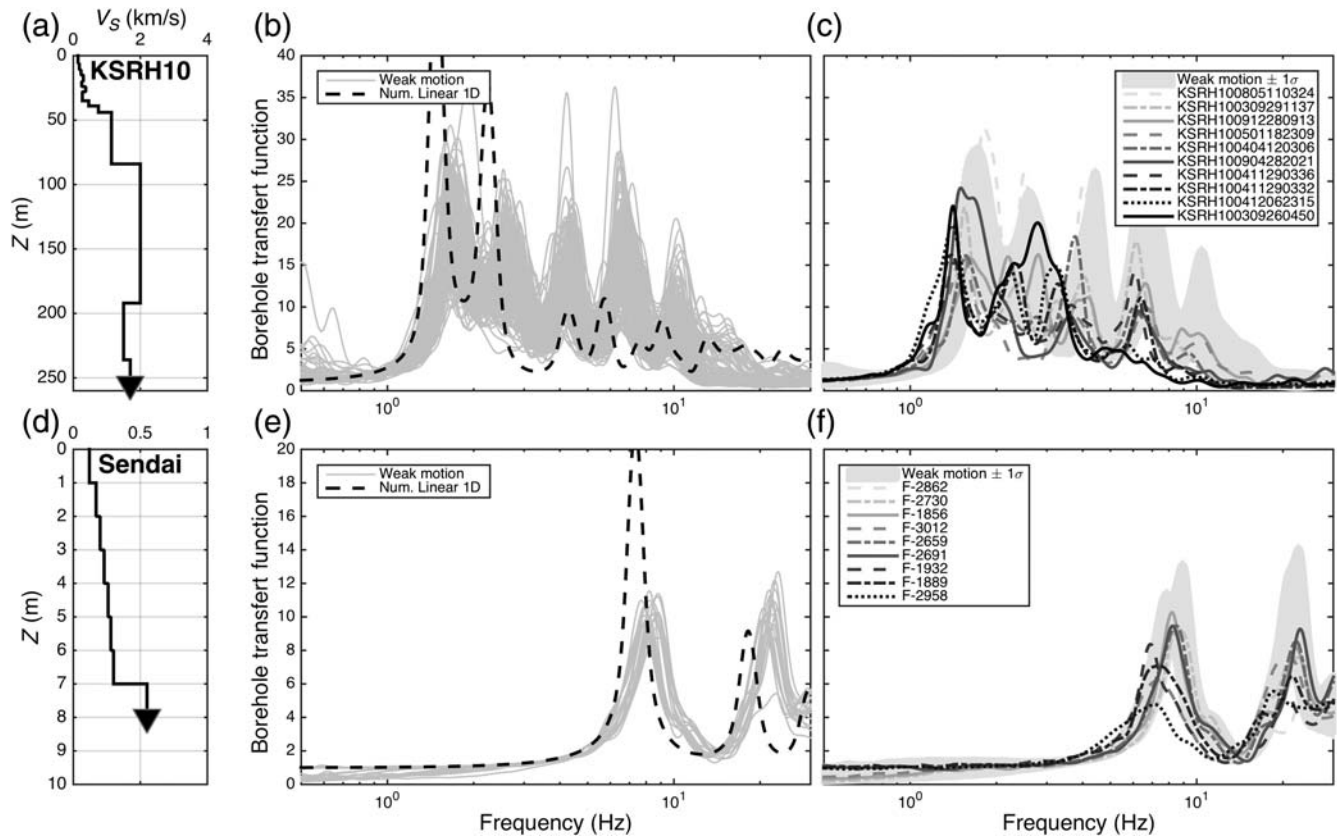 (a)
V_S (km/s)
0 2 4
KSRH10
Z (m)
0
50
100
150
200
250
(b)
Borehole transfert function
40
35
30
25
20
15
10
5
0
Weak motion
Num. Linear 1D
10^0
10^1
(c)
Weak motion ± 1σ
KSRH100805110324
KSRH100309291137
KSRH100912280913
KSRH100501182309
KSRH100404120306
KSRH100904282021
KSRH100411290336
KSRH100411290332
KSRH100412062315
KSRH100309260450
10^0
10^1
(d)
0 0.5 1
Sendai
Z (m)
0
1
2
3
4
5
6
7
8
9
10
(e)
Borehole transfert function
20
18
16
14
12
10
8
6
4
2
0
Weak motion
Num. Linear 1D
10^0
10^1
Frequency (Hz)
(f)
Weak motion ± 1σ
F-2862
F-2730
F-1856
F-3012
F-2659
F-2691
F-1932
F-1889
F-2958
10^0
10^1
Frequency (Hz)